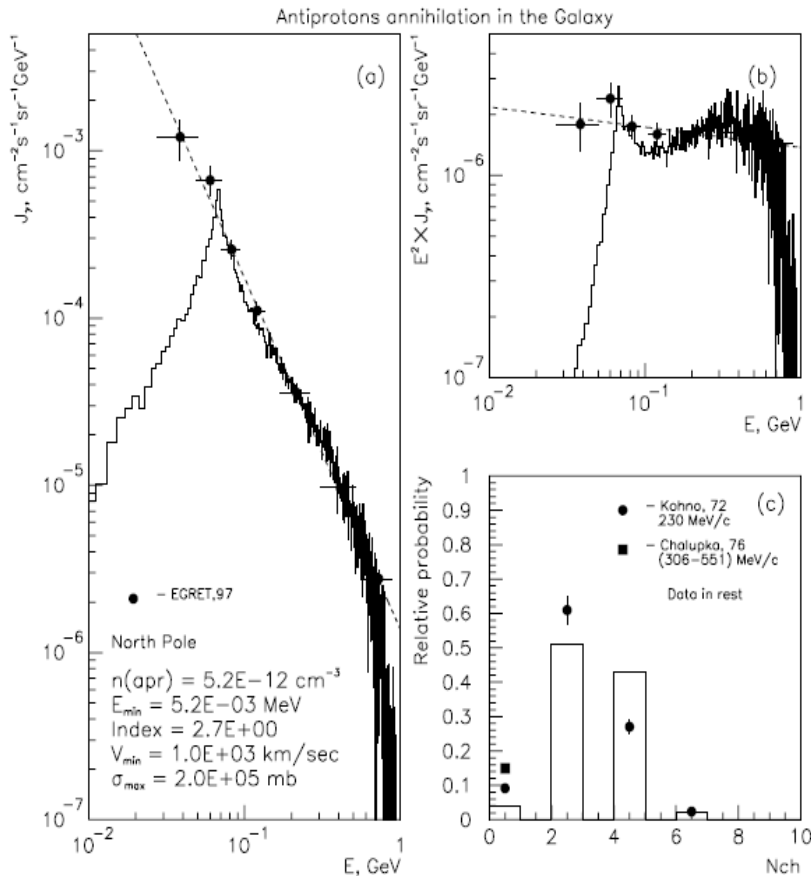 Antiprotons annihilation in the Galaxy
J_γ, cm⁻²s⁻¹sr⁻¹GeV⁻¹
(a)
10⁻³
10⁻⁴
10⁻⁵
10⁻⁶
10⁻⁷
– EGRET,97
North Pole
n(apr) = 5.2E−12 cm⁻³
E_min = 5.2E−03 MeV
Index = 2.7E+00
V_min = 1.0E+03 km/sec
σ_max = 2.0E+05 mb
10⁻² 10⁻¹ 1
E, GeV
E²×J_γ, cm⁻²s⁻¹sr⁻¹GeV⁻¹
(b)
10⁻⁶
10⁻⁷
10⁻² 10⁻¹ 1
E, GeV
Relative probability
(c)
1
0.9
0.8
0.7
0.6
0.5
0.4
0.3
0.2
0.1
0
– Kohno, 72
230 MeV/c
– Chalupka, 76
(306–551) MeV/c
Data in rest
0 2 4 6 8 10
Nch